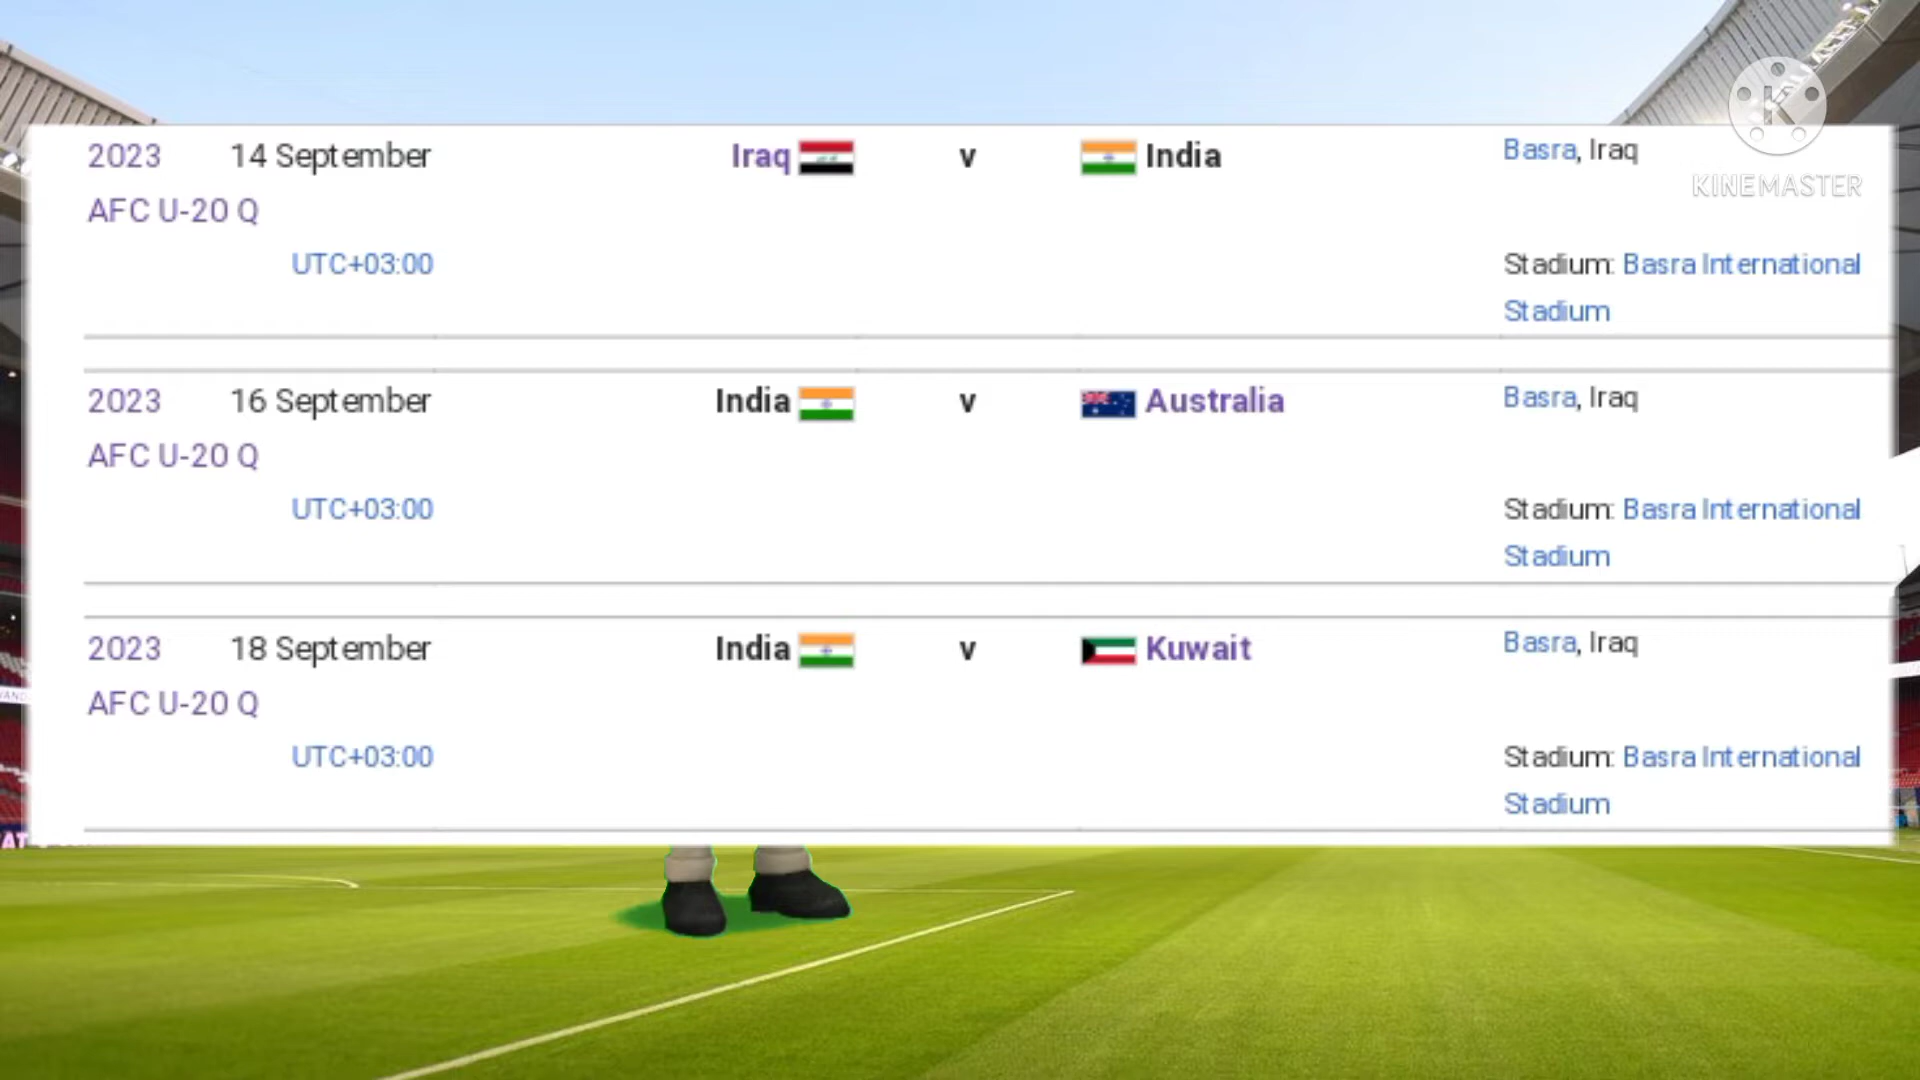 2023 14 September Iraq v India Basra, Iraq
AFC U-20 Q
UTC+03:00 Stadium: Basra International
Stadium
2023 16 September India v Australia Basra, Iraq
AFC U-20 Q
UTC+03:00 Stadium: Basra International
Stadium
2023 18 September India v Kuwait Basra, Iraq
AFC U-20 Q
UTC+03:00 Stadium: Basra International
Stadium
K
KINEMASTER